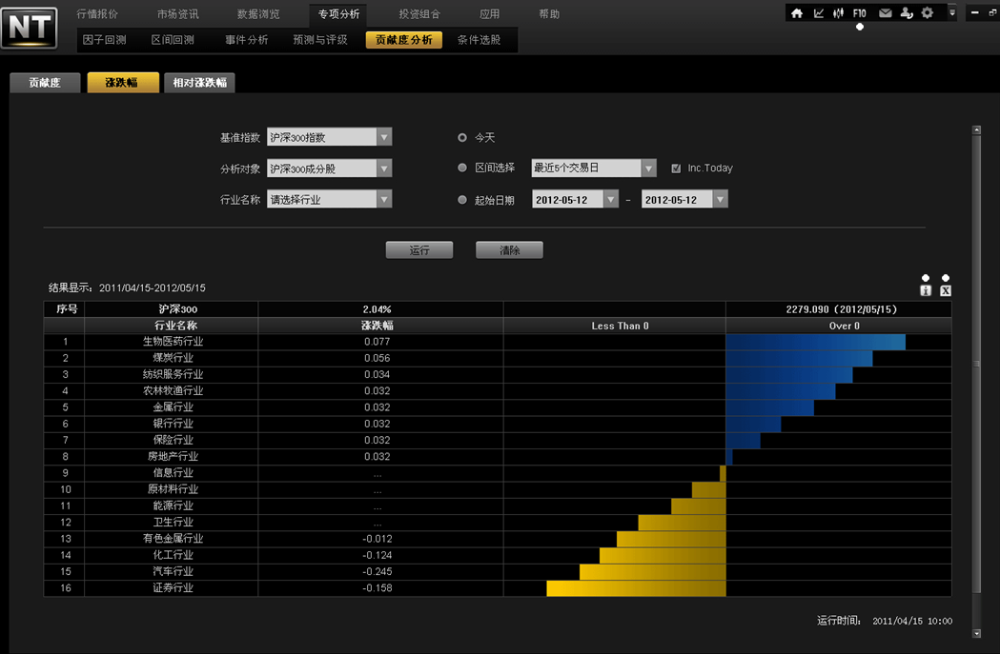 NT
行情报价 市场资讯 数据浏览 专项分析 投资组合 应用 帮助 F10
因子回测 区间回测 事件分析 预测与评级 贡献度分析 条件选股
贡献度 涨跌幅 相对涨跌幅
基准指数 沪深300指数 今天
分析对象 沪深300成分股 区间选择 最近5个交易日 Inc.Today
行业名称 请选择行业 起始日期 2012-05-12 – 2012-05-12
运行 清除
结果显示: 2011/04/15-2012/05/15 i X
序号 沪深300 2.04% 2279.090 (2012/05/15)
行业名称 涨跌幅 Less Than 0 Over 0
1 生物医药行业 0.077
2 煤炭行业 0.056
3 纺织服务行业 0.034
4 农林牧渔行业 0.032
5 金属行业 0.032
6 银行行业 0.032
7 保险行业 0.032
8 房地产行业 0.032
9 信息行业 ...
10 原材料行业 ...
11 能源行业 ...
12 卫生行业 ...
13 有色金属行业 -0.012
14 化工行业 -0.124
15 汽车行业 -0.245
16 证券行业 -0.158
运行时间: 2011/04/15 10:00